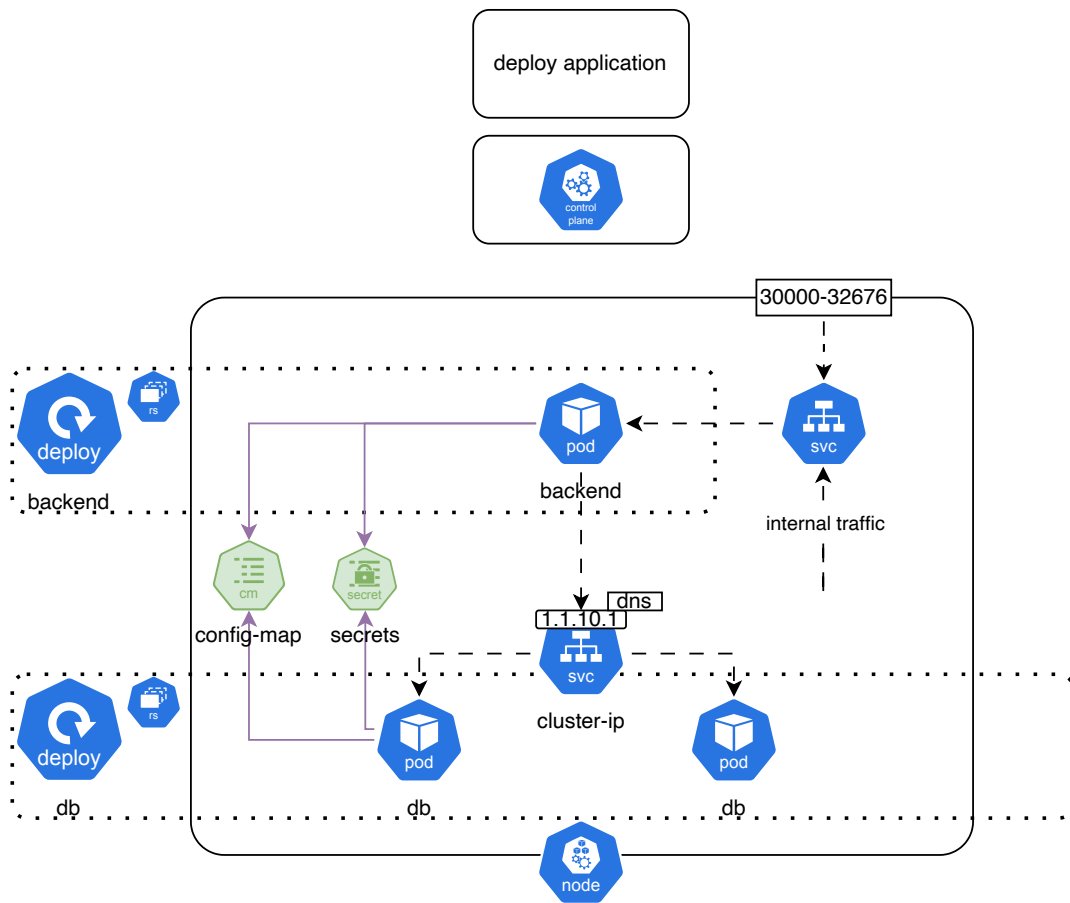 deploy application
control
plane
30000-32676
deploy
rs
backend
pod
backend
svc
internal traffic
cm
config-map
secret
secrets
dns
1.1.10.1
svc
cluster-ip
deploy
rs
db
pod
db
pod
db
node